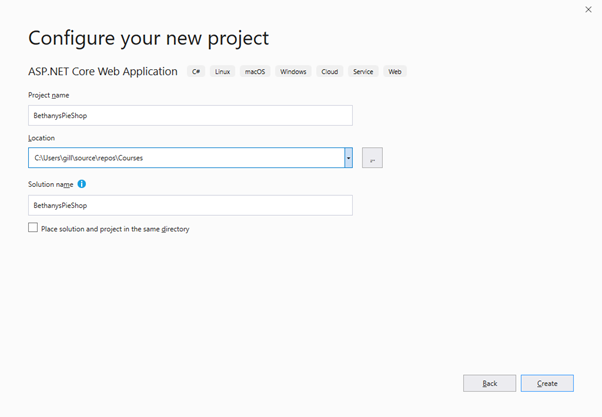 Configure your new project
ASP.NET Core Web Application C# Linux macOS Windows Cloud Service Web
Project name
BethanysPieShop
Location
C:\Users\gill\source\repos\Courses
...
Solution name
BethanysPieShop
Place solution and project in the same directory
Back Create